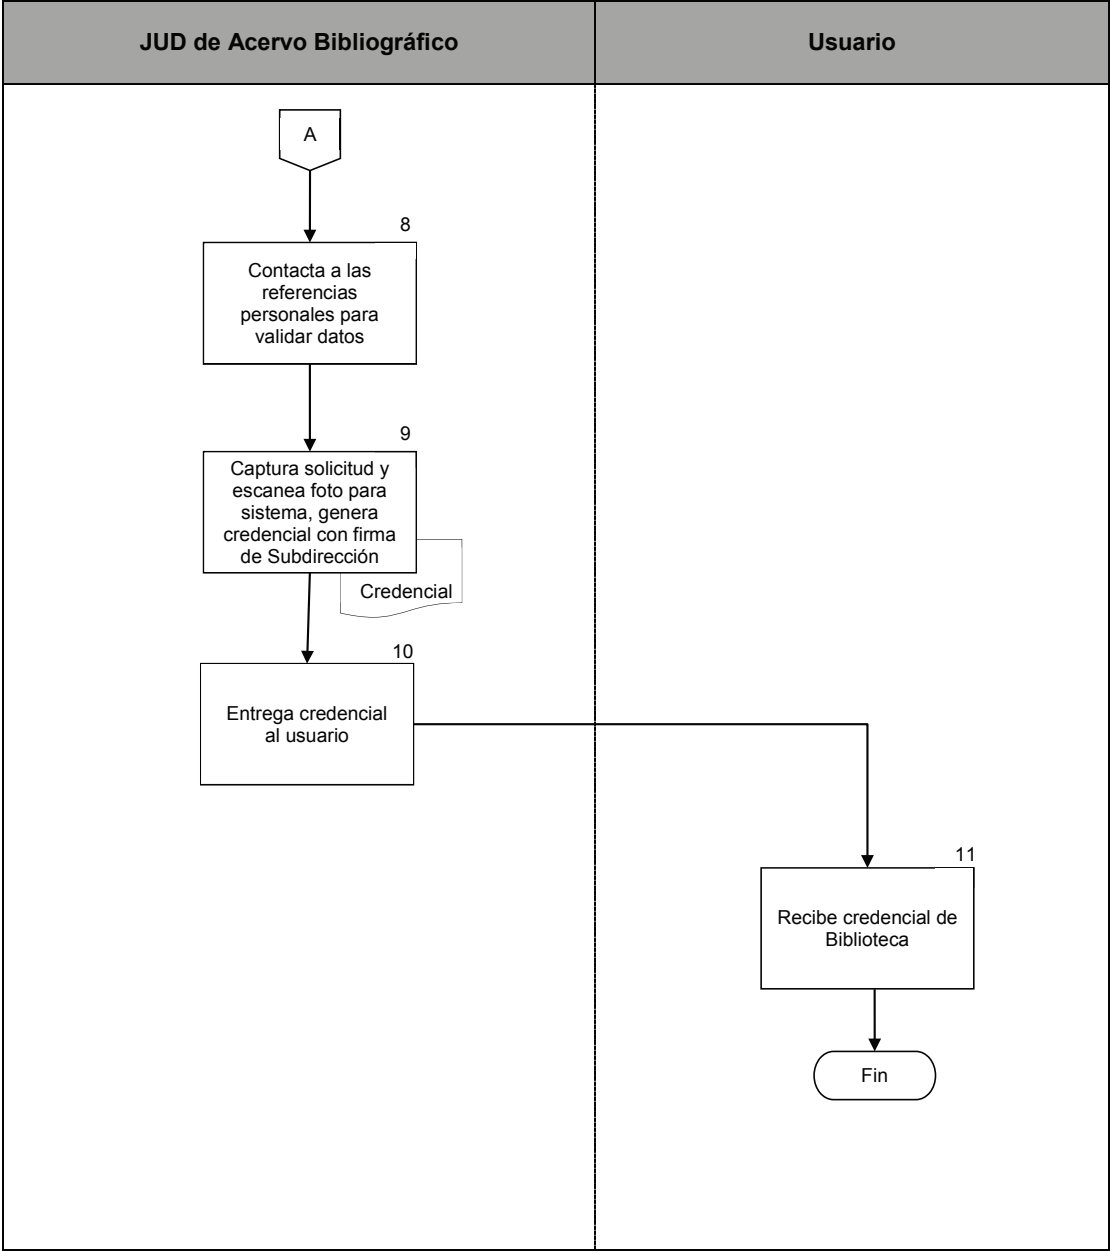 JUD de Acervo Bibliográfico
Usuario
A
8
Contacta a las
referencias
personales para
validar datos
9
Captura solicitud y
escanea foto para
sistema, genera
credencial con firma
de Subdirección
Credencial
10
Entrega credencial
al usuario
11
Recibe credencial de
Biblioteca
Fin